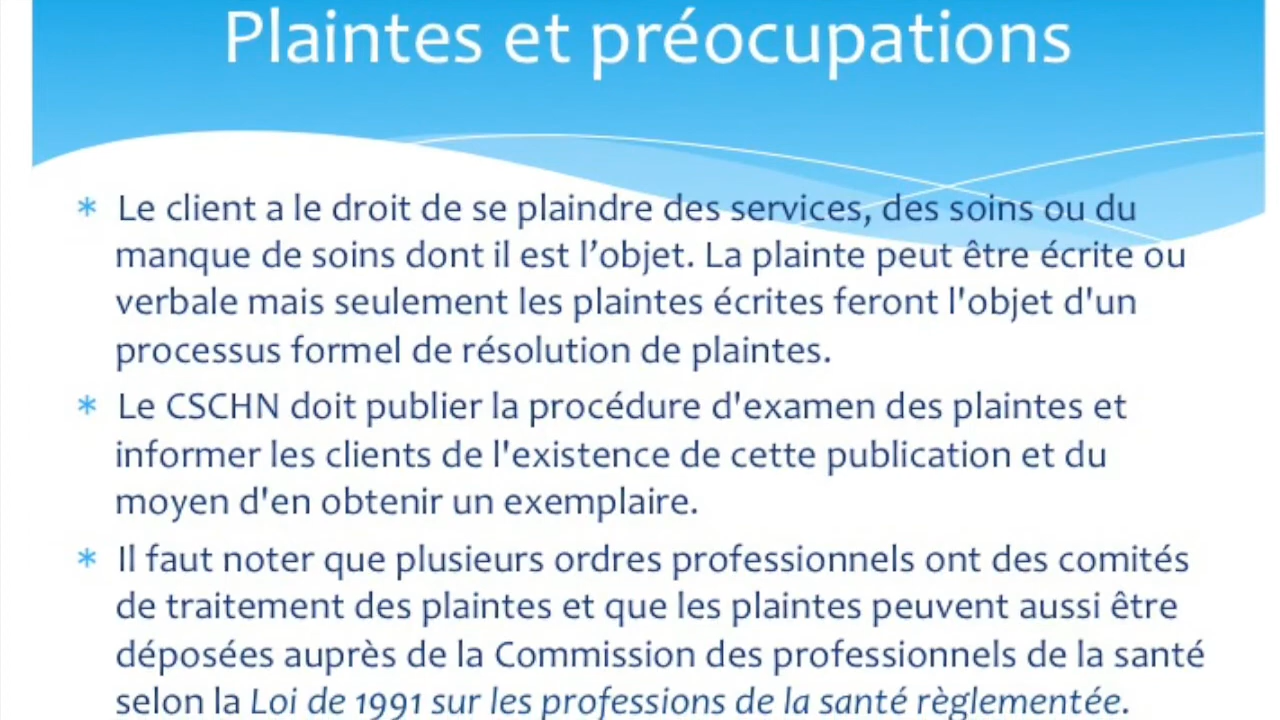 Plaintes et préocupations
* Le client a le droit de se plaindre des services, des soins ou du
manque de soins dont il est l’objet. La plainte peut être écrite ou
verbale mais seulement les plaintes écrites feront l'objet d'un
processus formel de résolution de plaintes.
* Le CSCHN doit publier la procédure d'examen des plaintes et
informer les clients de l'existence de cette publication et du
moyen d'en obtenir un exemplaire.
* Il faut noter que plusieurs ordres professionnels ont des comités
de traitement des plaintes et que les plaintes peuvent aussi être
déposées auprès de la Commission des professionnels de la santé
selon la Loi de 1991 sur les professions de la santé règlementée.